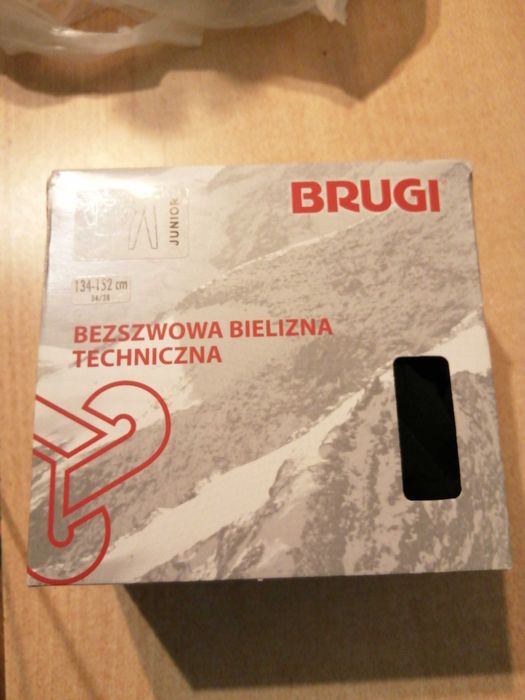 BRUGI
JUNIOR
134-152 cm
BEZSZWOWA BIELIZNA
TECHNICZNA